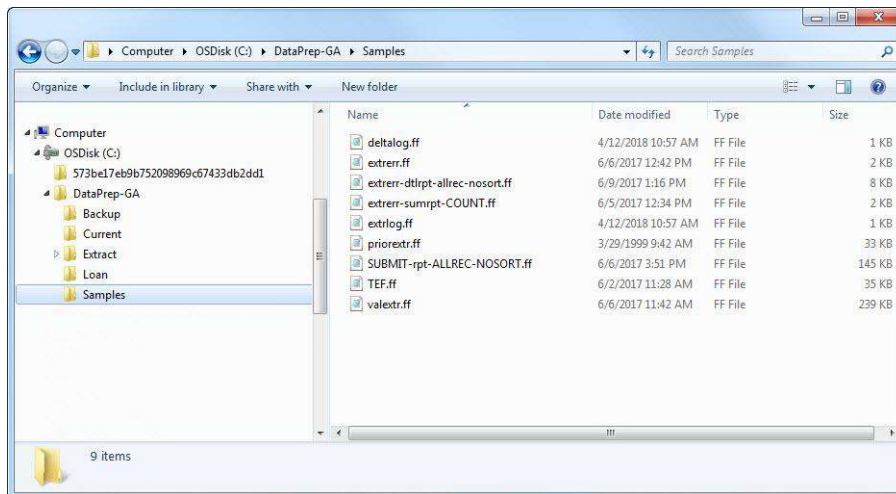 Computer OSDisk (C:) DataPrep-GA Samples Search Samples
Organize Include in library Share with New folder
Name Date modified Type Size
Computer
OSDisk (C:)
573be17eb9b752098969c67433db2dd1
DataPrep-GA
Backup
Current
Extract
Loan
Samples
deltalog.ff 4/12/2018 10:57 AM FF File 1 KB
extrerr.ff 6/6/2017 12:42 PM FF File 2 KB
extrerr-dtlrpt-allrec-nosort.ff 6/9/2017 1:16 PM FF File 8 KB
extrerr-sumrpt-COUNT.ff 6/5/2017 12:34 PM FF File 2 KB
extrlog.ff 4/12/2018 10:57 AM FF File 1 KB
priorextr.ff 3/29/1999 9:42 AM FF File 33 KB
SUBMIT-rpt-ALLREC-NOSORT.ff 6/6/2017 3:51 PM FF File 145 KB
TEF.ff 6/2/2017 11:28 AM FF File 35 KB
valextr.ff 6/6/2017 11:42 AM FF File 239 KB
9 items